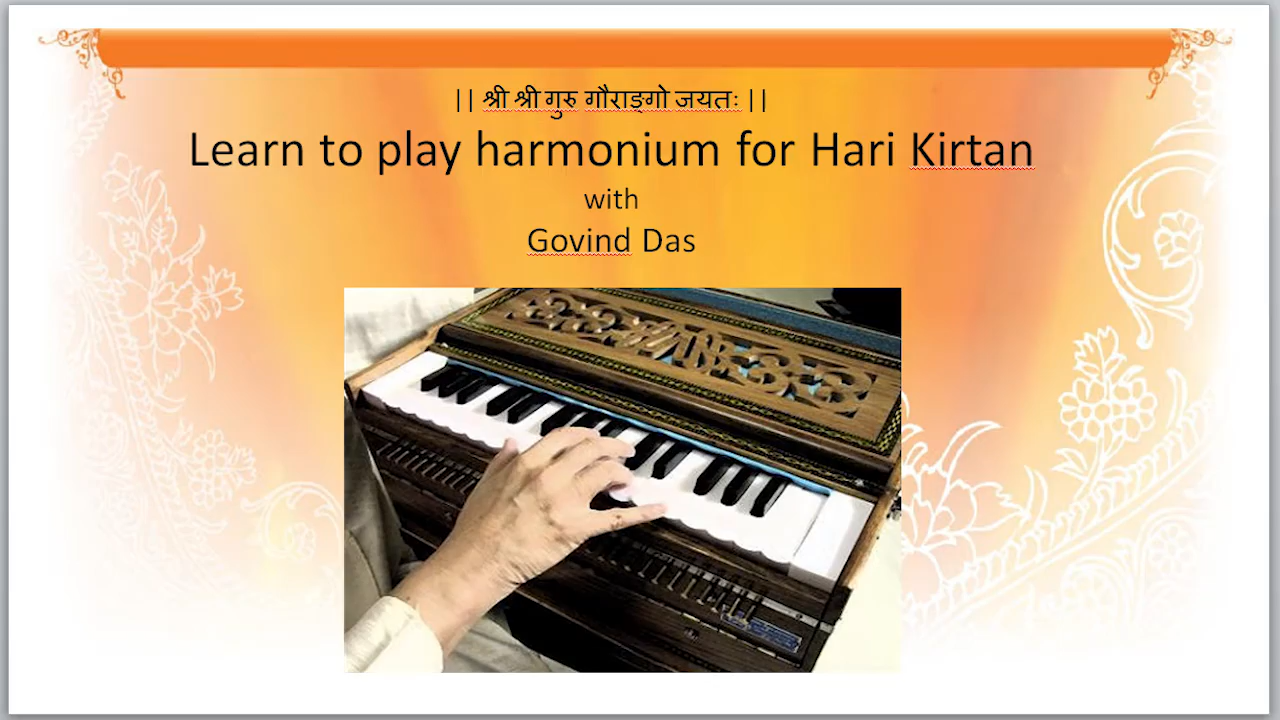 || श्री श्री गुरु गौराङ्गो जयतः ||
Learn to play harmonium for Hari Kirtan
with
Govind Das